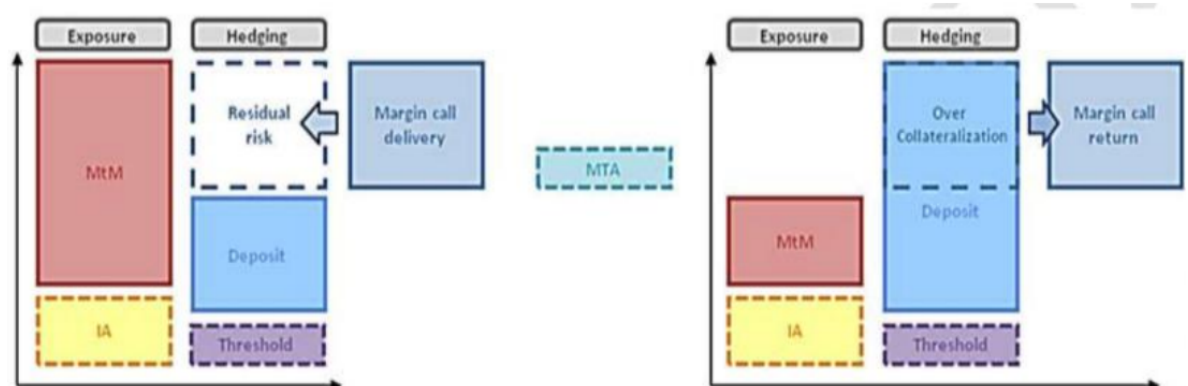 Exposure
Hedging
MtM
Residual
risk
Margin call
delivery
Deposit
IA
Threshold
MTA
Exposure
Hedging
Over
Collateralization
Margin call
return
MtM
Deposit
IA
Threshold